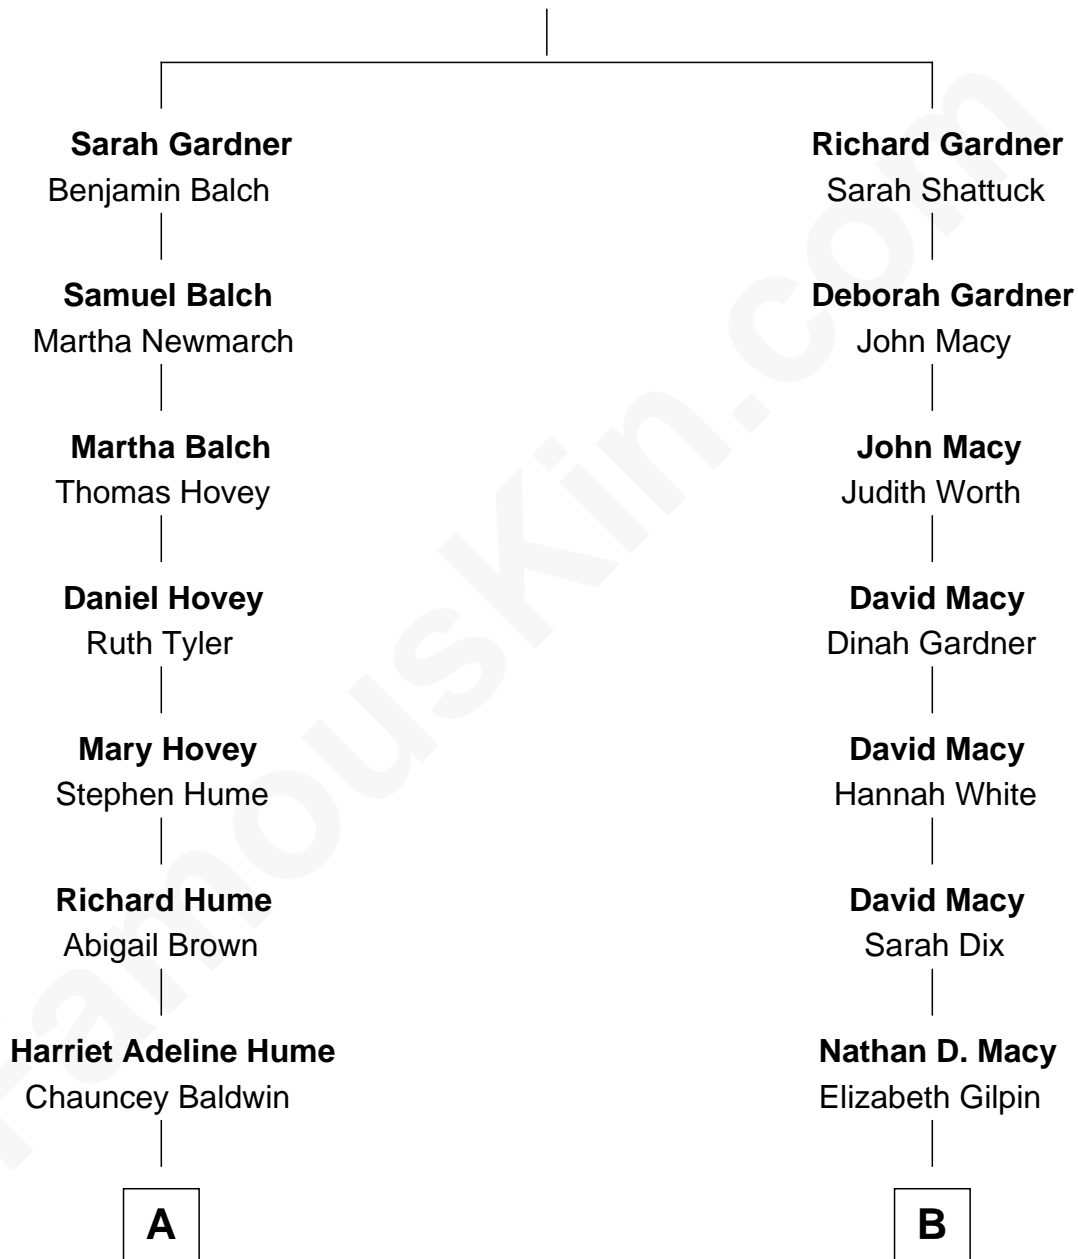 Sarah Gardner
Benjamin Balch
Samuel Balch
Martha Newmarch
Martha Balch
Thomas Hovey
Daniel Hovey
Ruth Tyler
Mary Hovey
Stephen Hume
Richard Hume
Abigail Brown
Harriet Adeline Hume
Chauncey Baldwin
A
Richard Gardner
Sarah Shattuck
Deborah Gardner
John Macy
John Macy
Judith Worth
David Macy
Dinah Gardner
David Macy
Hannah White
David Macy
Sarah Dix
Nathan D. Macy
Elizabeth Gilpin
B
FamousKin.com